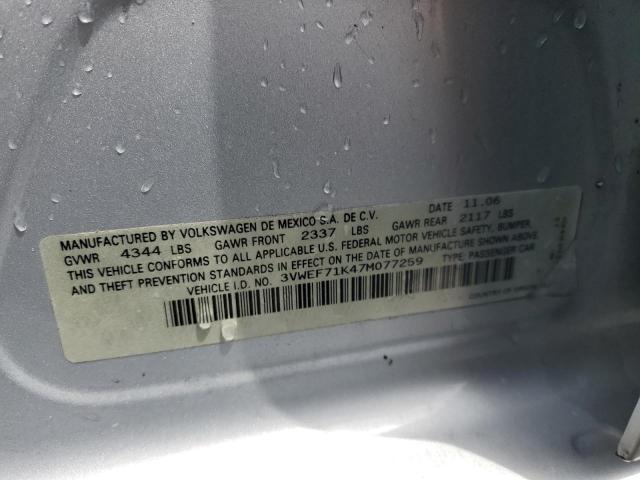 MANUFACTURED BY VOLKSWAGEN DE MEXICO S.A. DE C.V. DATE 11.06
GVWR 4344 LBS GAWR FRONT 2337 LBS GAWR REAR 2117 LBS
THIS VEHICLE CONFORMS TO ALL APPLICABLE U.S. FEDERAL MOTOR VEHICLE SAFETY, BUMPER,
AND THEFT PREVENTION STANDARDS IN EFFECT ON THE DATE OF MANUFACTURE SHOWN ABOVE.
VEHICLE I.D. NO. 3VWEF71K47M077259 TYPE: PASSENGER CAR
COUNTRY OF